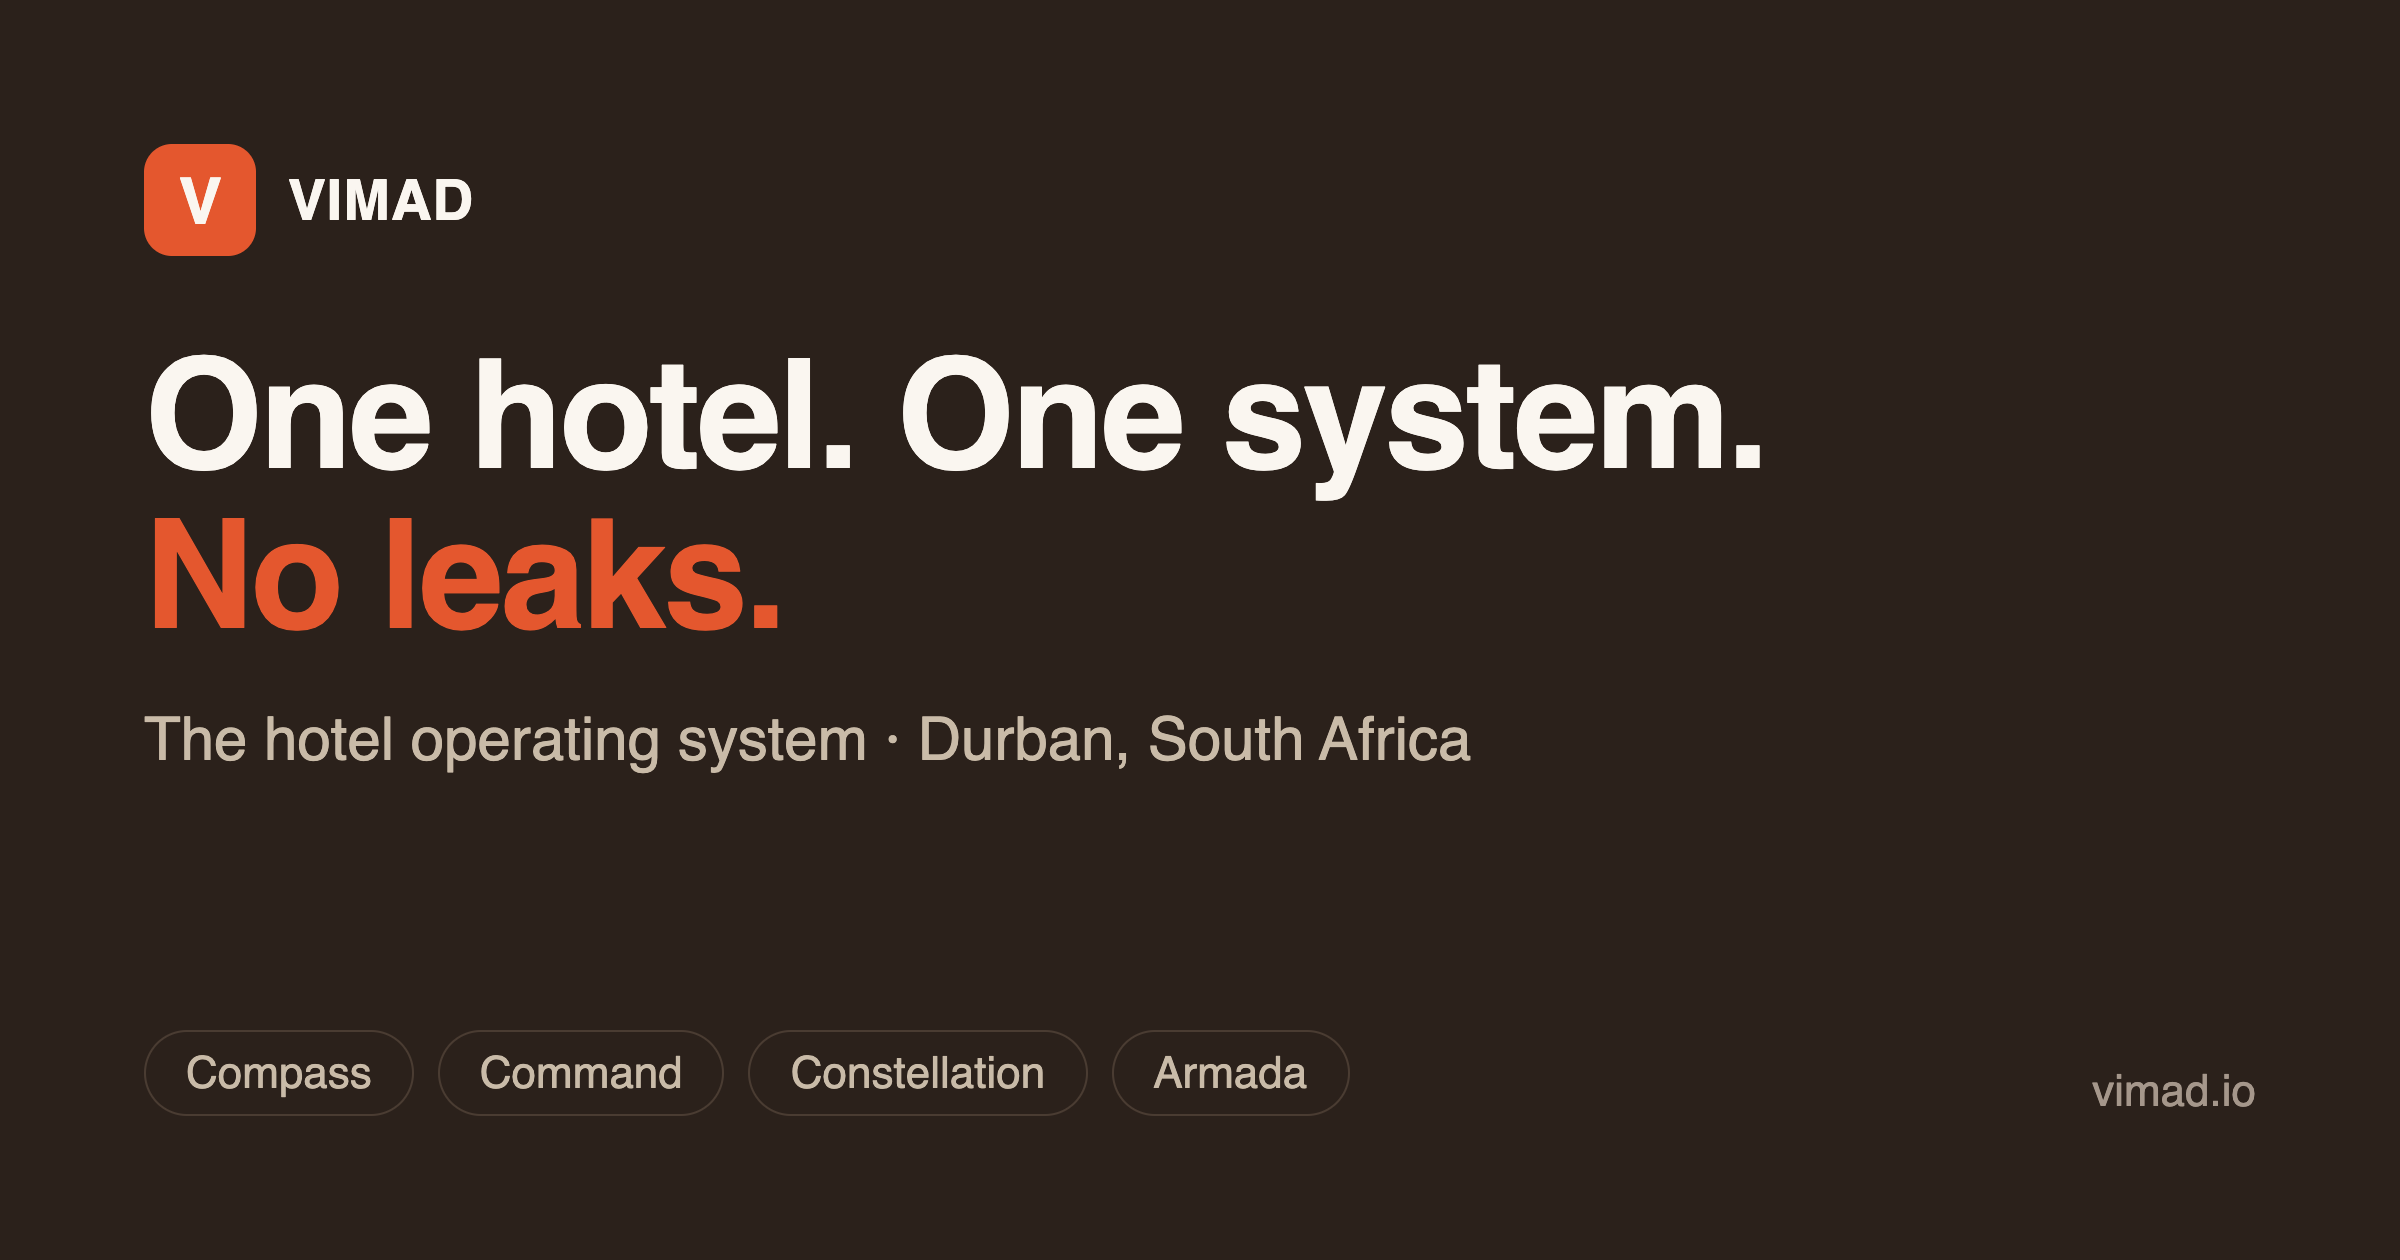 V VIMAD
One hotel. One system.
No leaks.
The hotel operating system · Durban, South Africa
Compass Command Constellation Armada
vimad.io